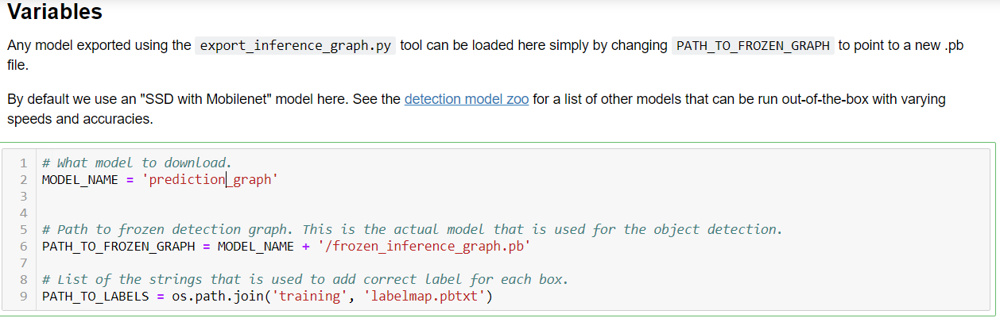 Variables
Any model exported using the export_inference_graph.py tool can be loaded here simply by changing PATH_TO_FROZEN_GRAPH to point to a new .pb
file.
By default we use an "SSD with Mobilenet" model here. See the detection model zoo for a list of other models that can be run out-of-the-box with varying
speeds and accuracies.
1 # What model to download.
2 MODEL_NAME = 'prediction_graph'
3
4
5 # Path to frozen detection graph. This is the actual model that is used for the object detection.
6 PATH_TO_FROZEN_GRAPH = MODEL_NAME + '/frozen_inference_graph.pb'
7
8 # List of the strings that is used to add correct label for each box.
9 PATH_TO_LABELS = os.path.join('training', 'labelmap.pbtxt')